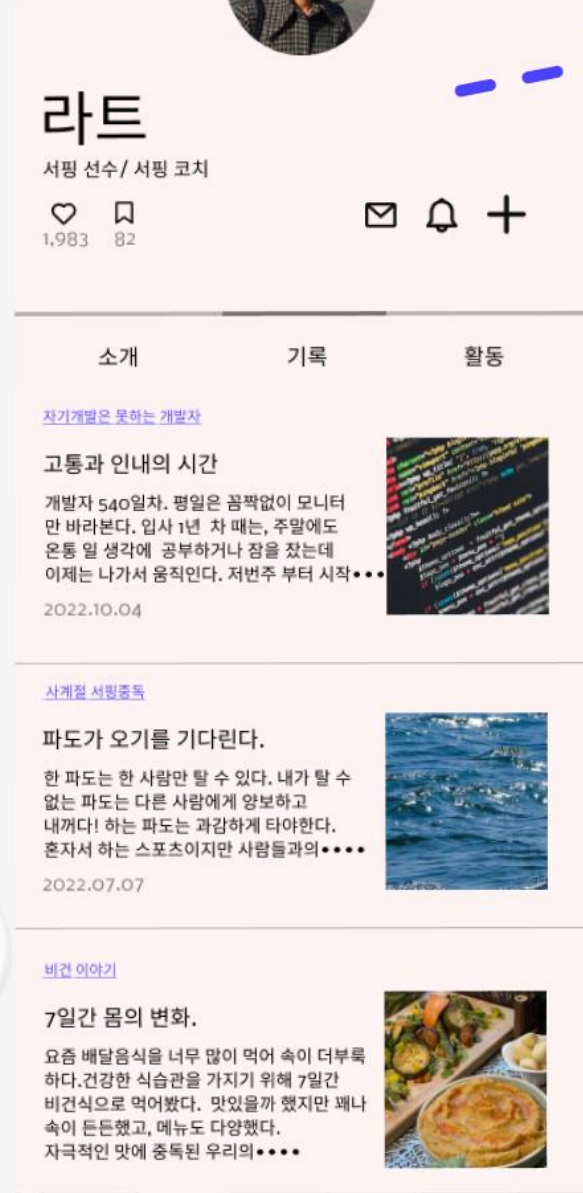 라트
서핑 선수/ 서핑 코치
1,983 82
소개 기록 활동
자기개발은 못하는 개발자
고통과 인내의 시간
개발자 540일차. 평일은 꼼짝없이 모니터
만 바라본다. 입사 1년 차 때는, 주말에도
온통 일 생각에 공부하거나 잠을 잤는데
이제는 나가서 움직인다. 저번주 부터 시작•••
2022.10.04
사계절 서핑중독
파도가 오기를 기다린다.
한 파도는 한 사람만 탈 수 있다. 내가 탈 수
없는 파도는 다른 사람에게 양보하고
내꺼다! 하는 파도는 과감하게 타야한다.
혼자서 하는 스포츠이지만 사람들과의••••
2022.07.07
비건 이야기
7일간 몸의 변화.
요즘 배달음식을 너무 많이 먹어 속이 더부룩
하다.건강한 식습관을 가지기 위해 7일간
비건식으로 먹어봤다. 맛있을까 했지만 꽤나
속이 든든했고, 메뉴도 다양했다.
자극적인 맛에 중독된 우리의••••